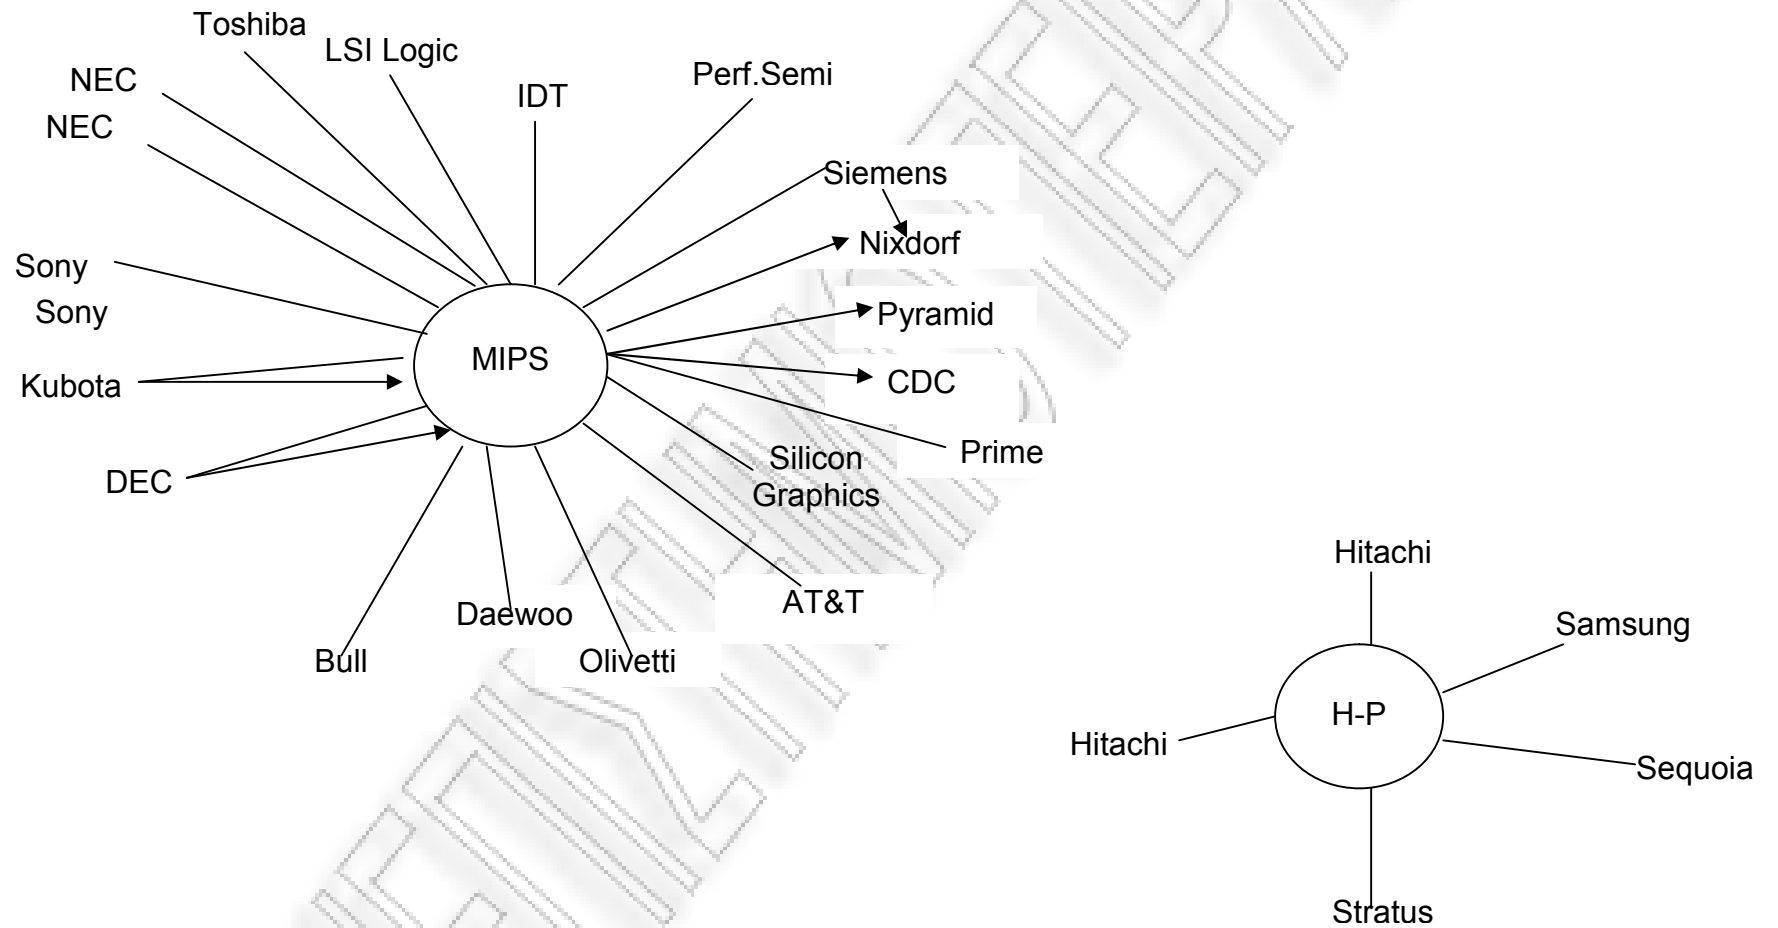 Toshiba
LSI Logic
NEC
IDT
Perf.Semi
NEC
Siemens
Nixdorf
Sony
Sony
Pyramid
MIPS
CDC
Kubota
Prime
Silicon
Graphics
DEC
AT&T
Daewoo
Bull
Olivetti
Hitachi
Samsung
H-P
Hitachi
Sequoia
Stratus